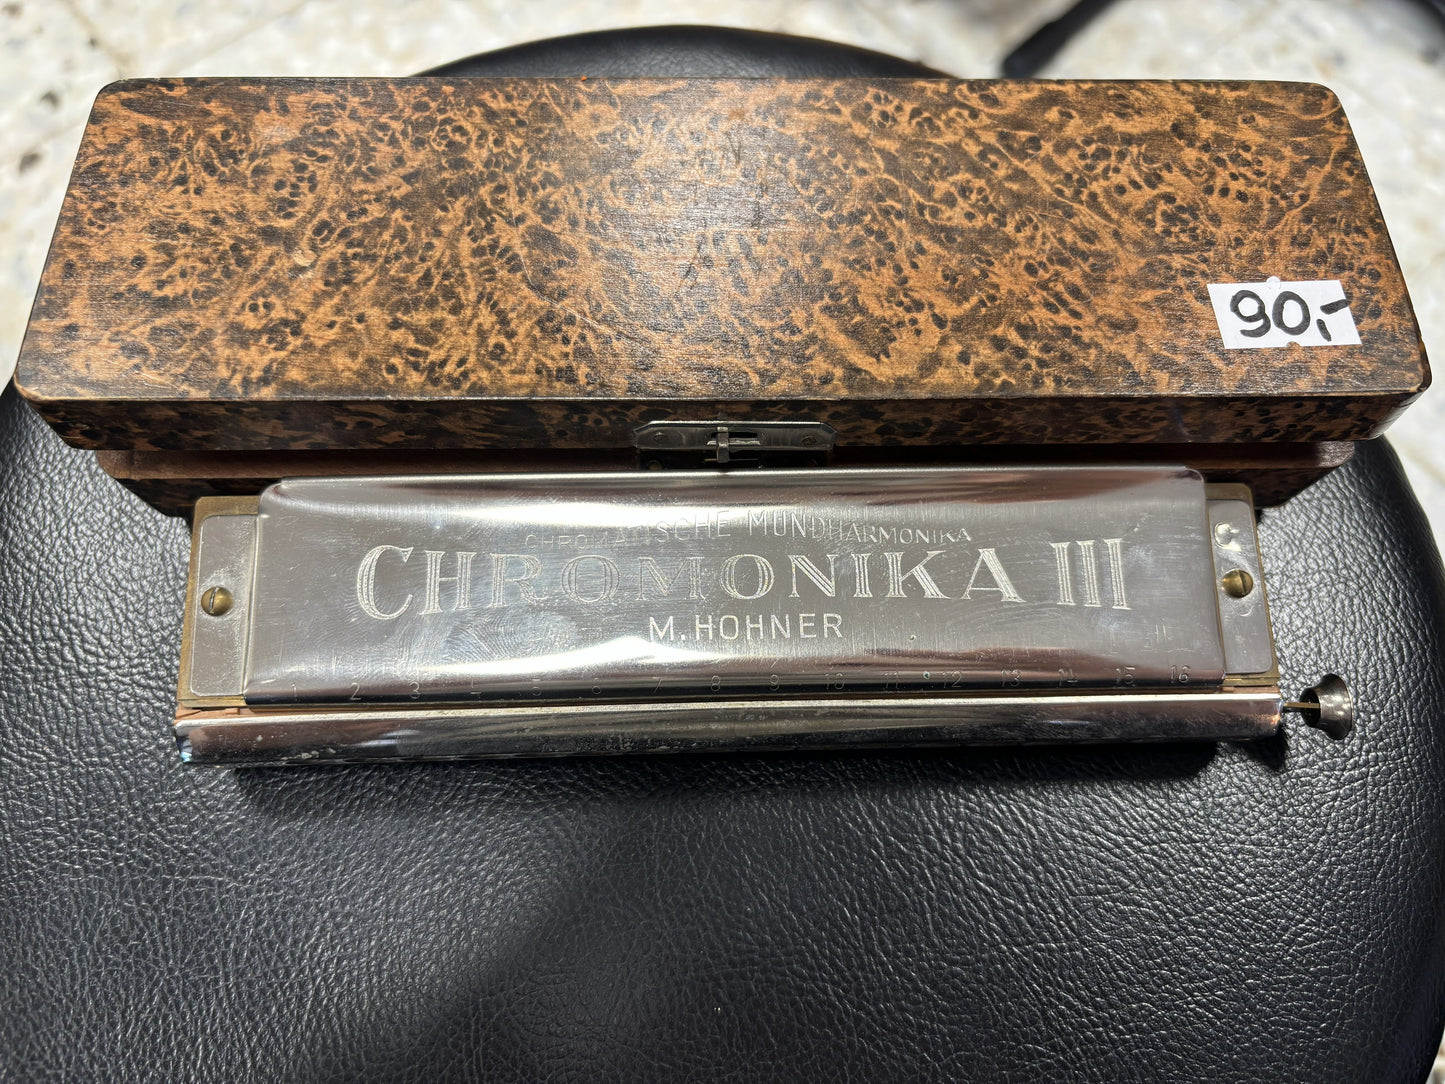 90,-
CHROMATISCHE MUNDHARMONIKA
CHROMONIKA III
M. HOHNER
C
1 2 3 4 5 6 7 8 9 10 11 12 13 14 15 16